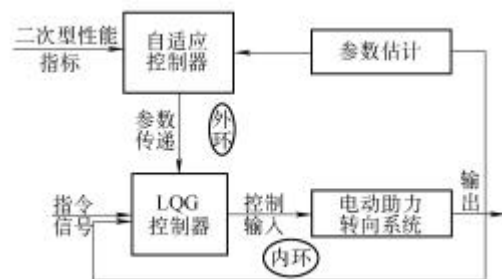 二次型性能
指标
自适应
控制器
参数估计
参数
传递
外环
指令
信号
LQG
控制器
控制
输入
电动助力
转向系统
输出
内环